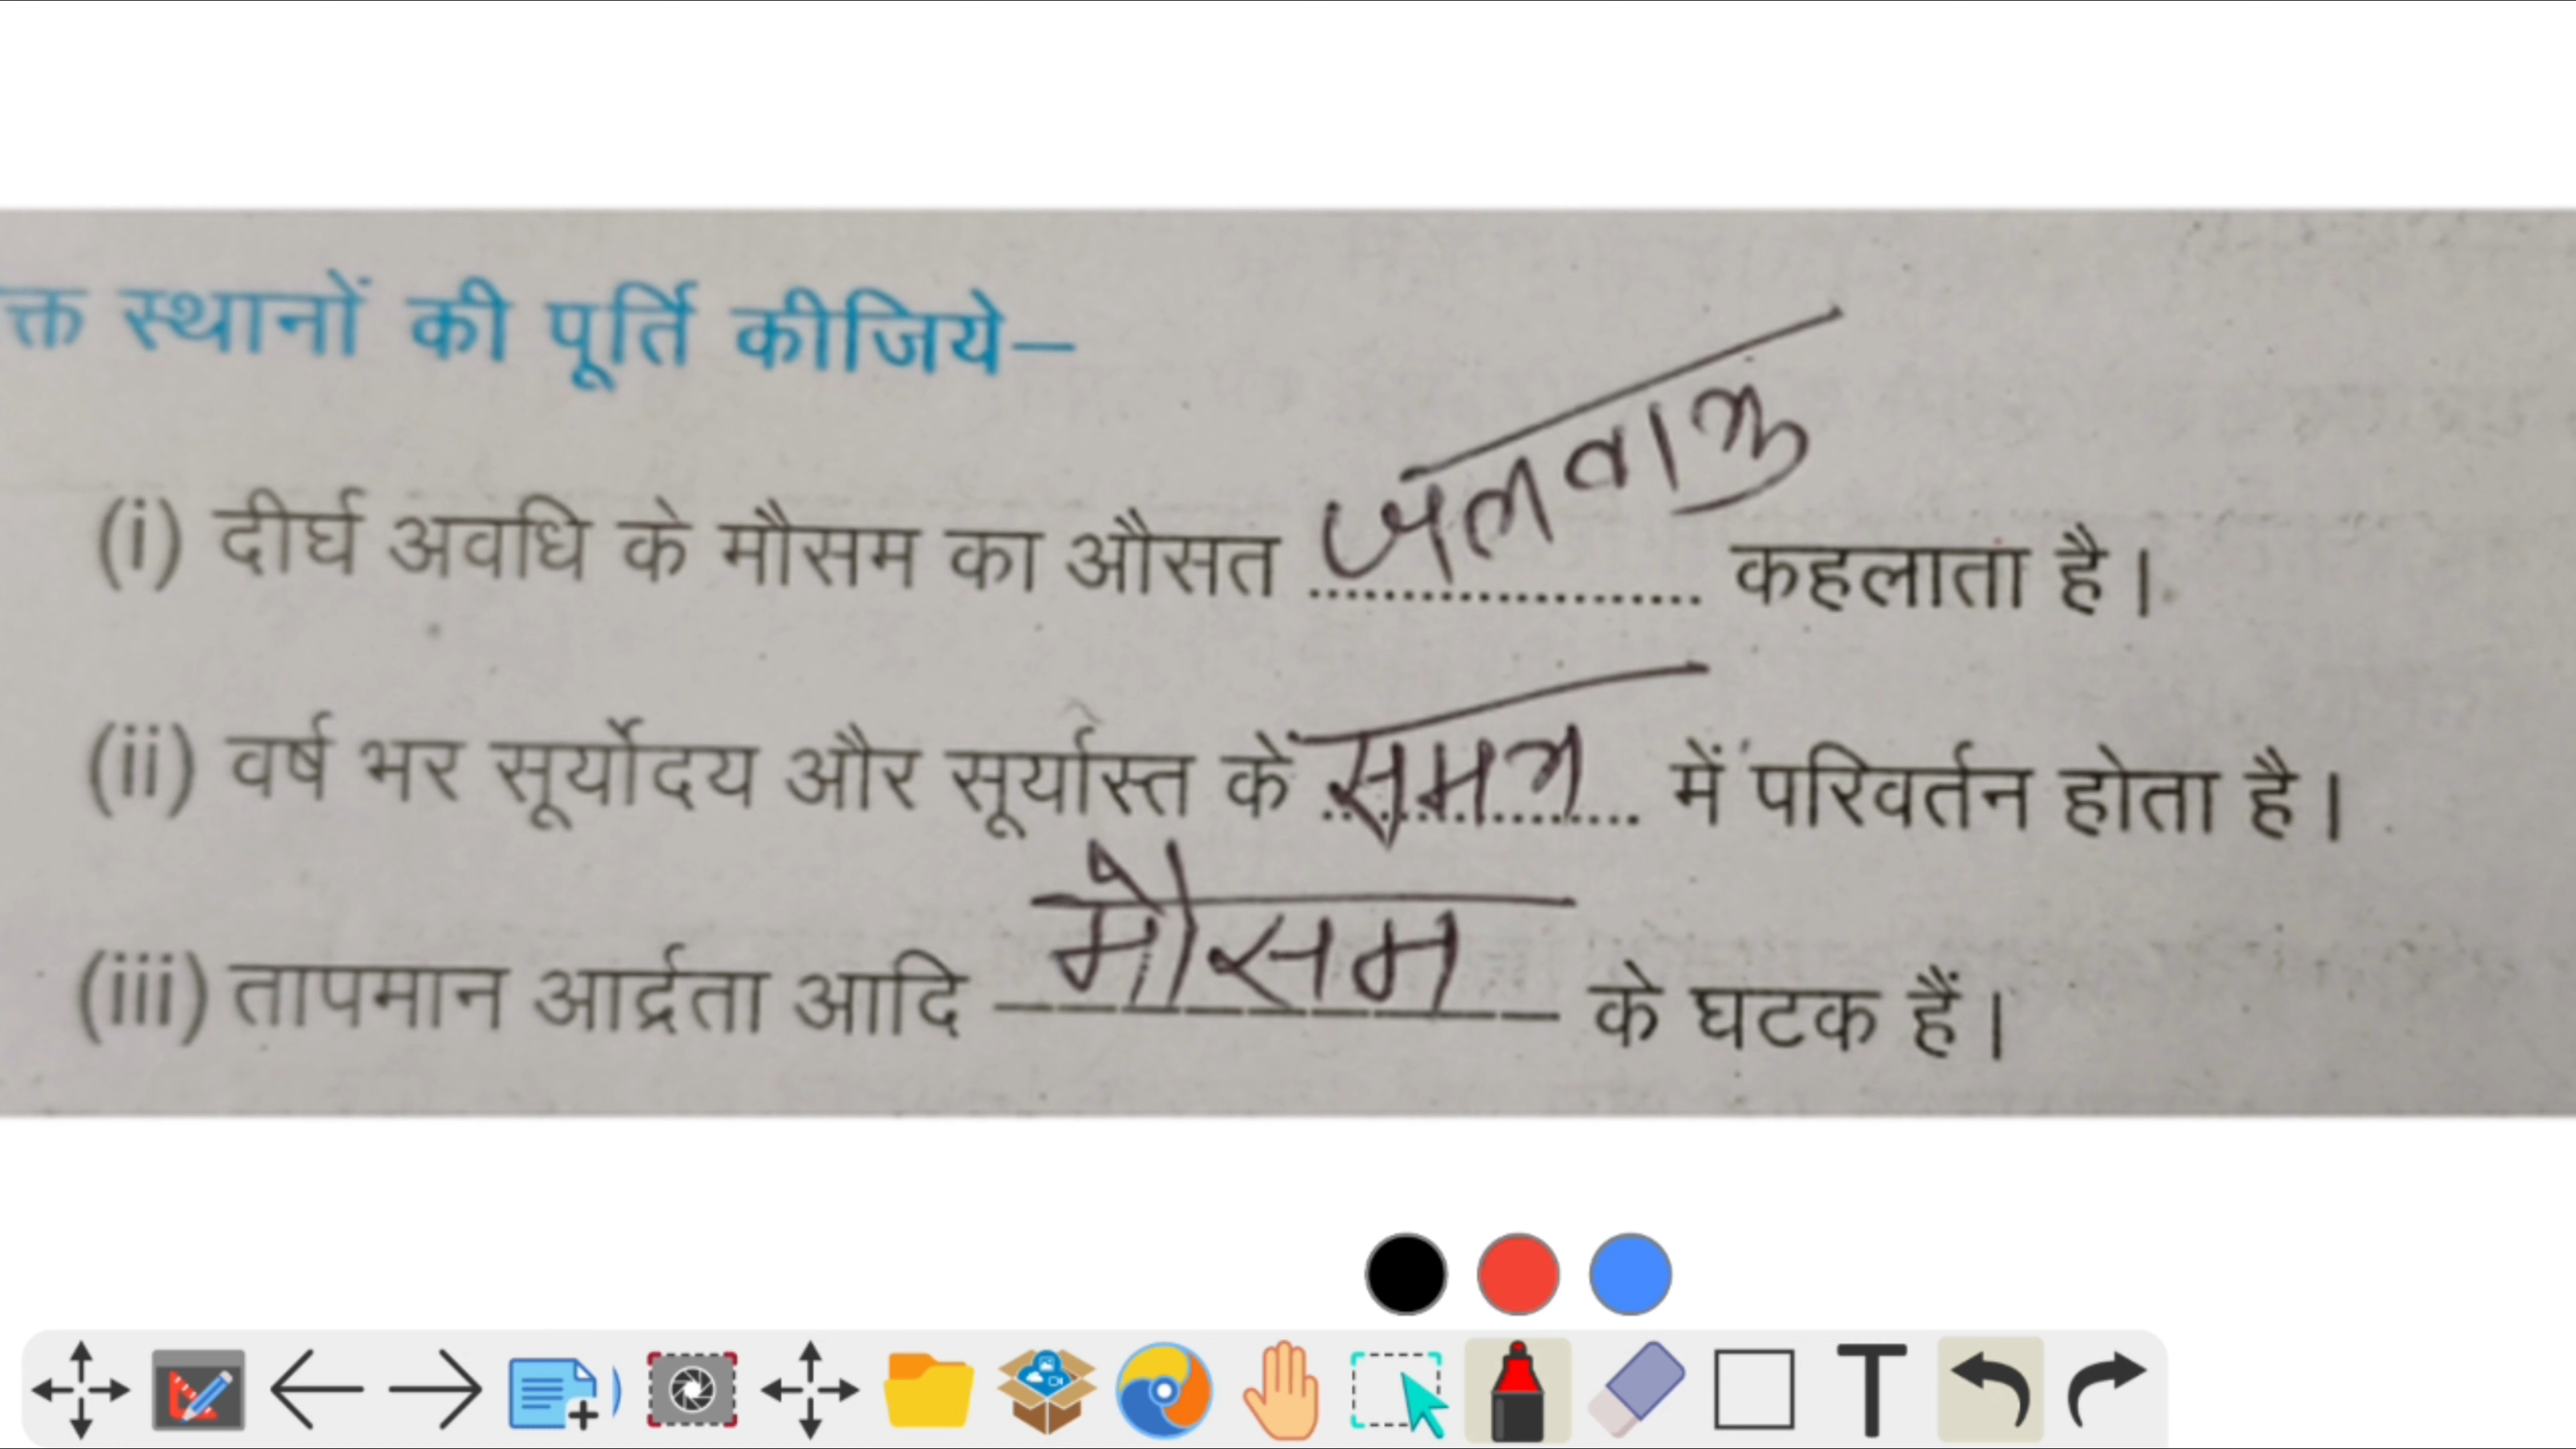 क्त स्थानों की पूर्ति कीजिये—
(i) दीर्घ अवधि के मौसम का औसत जलवायु कहलाता है।
(ii) वर्ष भर सूर्योदय और सूर्यास्त के समय में परिवर्तन होता है।
(iii) तापमान आर्द्रता आदि मौसम के घटक हैं।